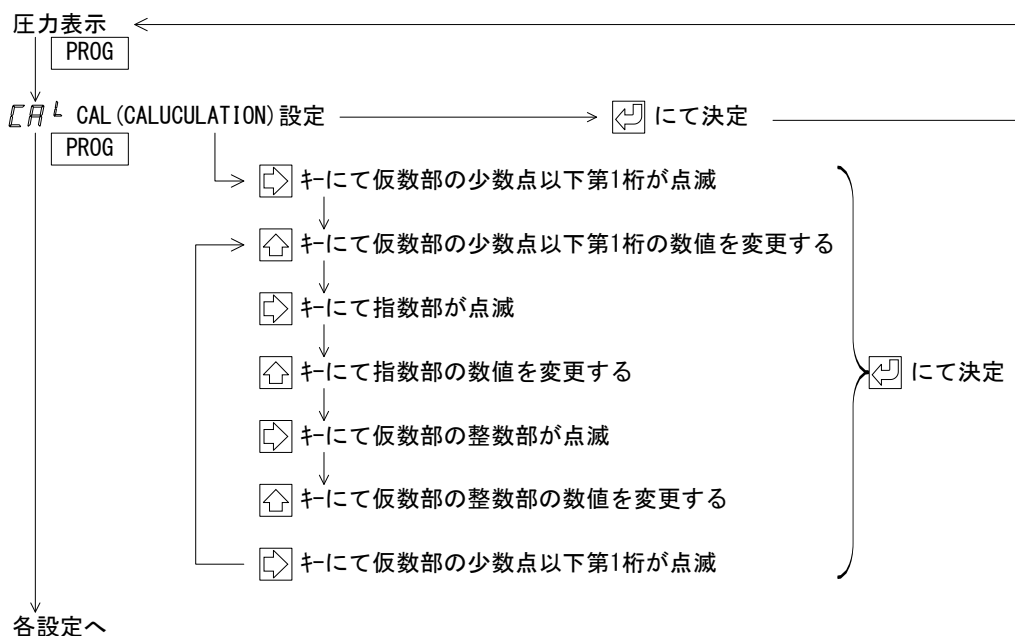 圧力表示
PROG
CAL CAL(CALUCULATION)設定
にて決定
PROG
ｷｰにて仮数部の少数点以下第1桁が点滅
ｷｰにて仮数部の少数点以下第1桁の数値を変更する
ｷｰにて指数部が点滅
ｷｰにて指数部の数値を変更する
にて決定
ｷｰにて仮数部の整数部が点滅
ｷｰにて仮数部の整数部の数値を変更する
ｷｰにて仮数部の少数点以下第1桁が点滅
各設定へ